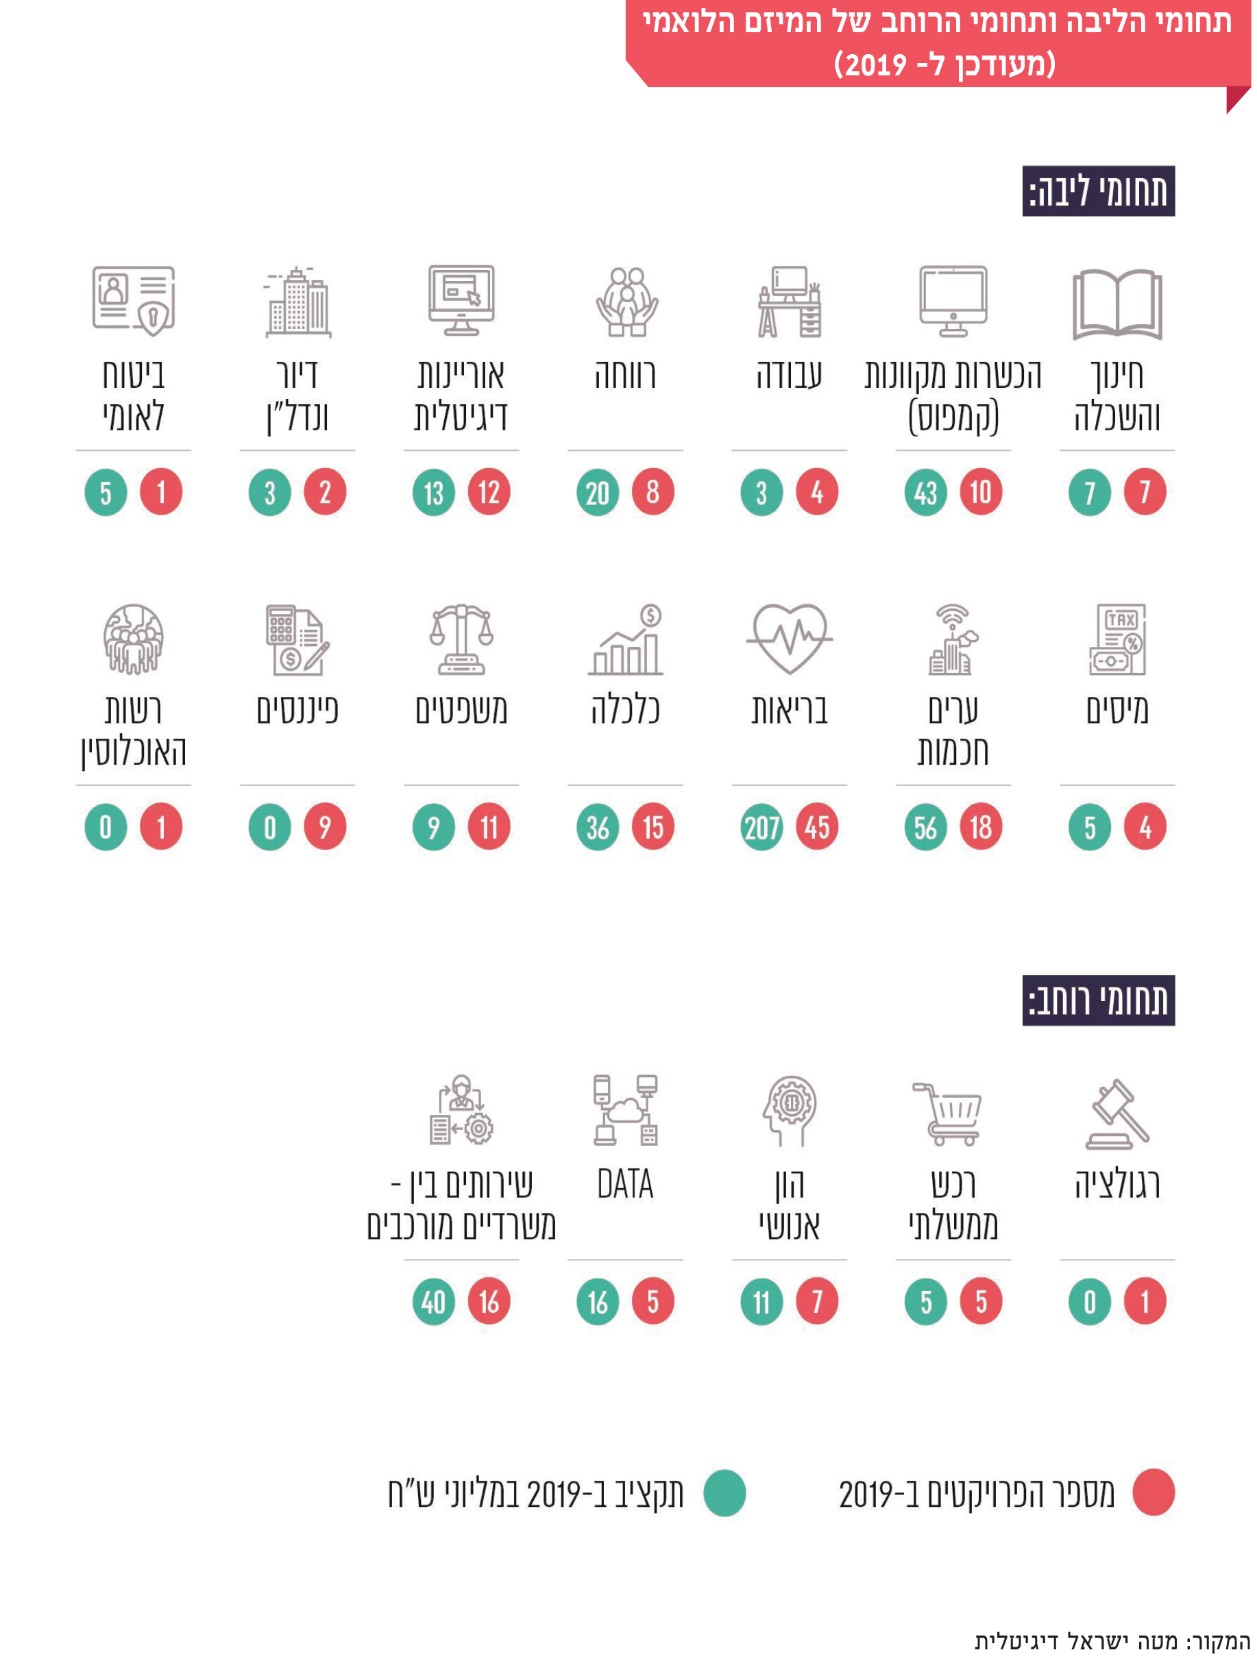 תחומי הליבה ותחומי הרוחב של המיזם הלואמי
(מעודכן ל- 2019)
תחומי ליבה:
TAX
%
$
$
חינוך
והשכלה
7 7
הכשרות מקוונות
(קמפוס)
10 43
עבודה
4 3
רווחה
8 20
אוריינות
דיגיטלית
12 13
דיור
ונדל"ן
2 3
ביטוח
לאומי
1 5
מיסים
4 5
ערים
חכמות
18 56
בריאות
45 207
כלכלה
15 36
משפטים
11 9
פיננסים
9 0
רשות
האוכלוסין
1 0
תחומי רוחב:
רגולציה
1 0
רכש
ממשלתי
5 5
הון
אנושי
7 11
DATA
5 16
שירותים בין -
משרדיים מורכבים
16 40
מספר הפרויקטים ב-2019
תקציב ב-2019 במליוני ש"ח
המקור: מטה ישראל דיגיטלית